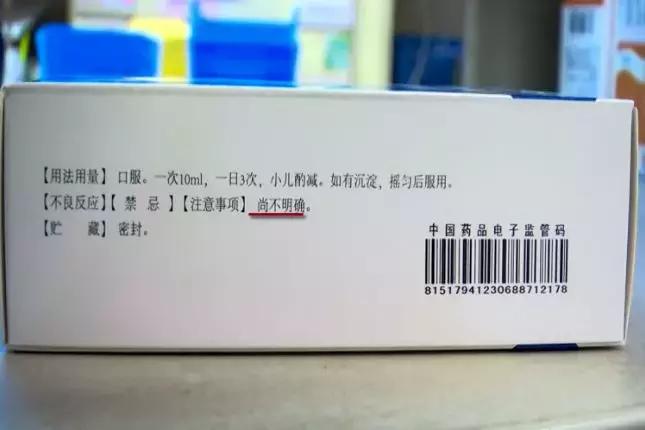 【用法用量】 口服。一次10ml，一日3次，小儿酌减。如有沉淀，摇匀后服用。
【不良反应】【 禁 忌 】【注意事项】 尚不明确。
【贮 藏】 密封。
中国药品电子监管码
81517941230688712178